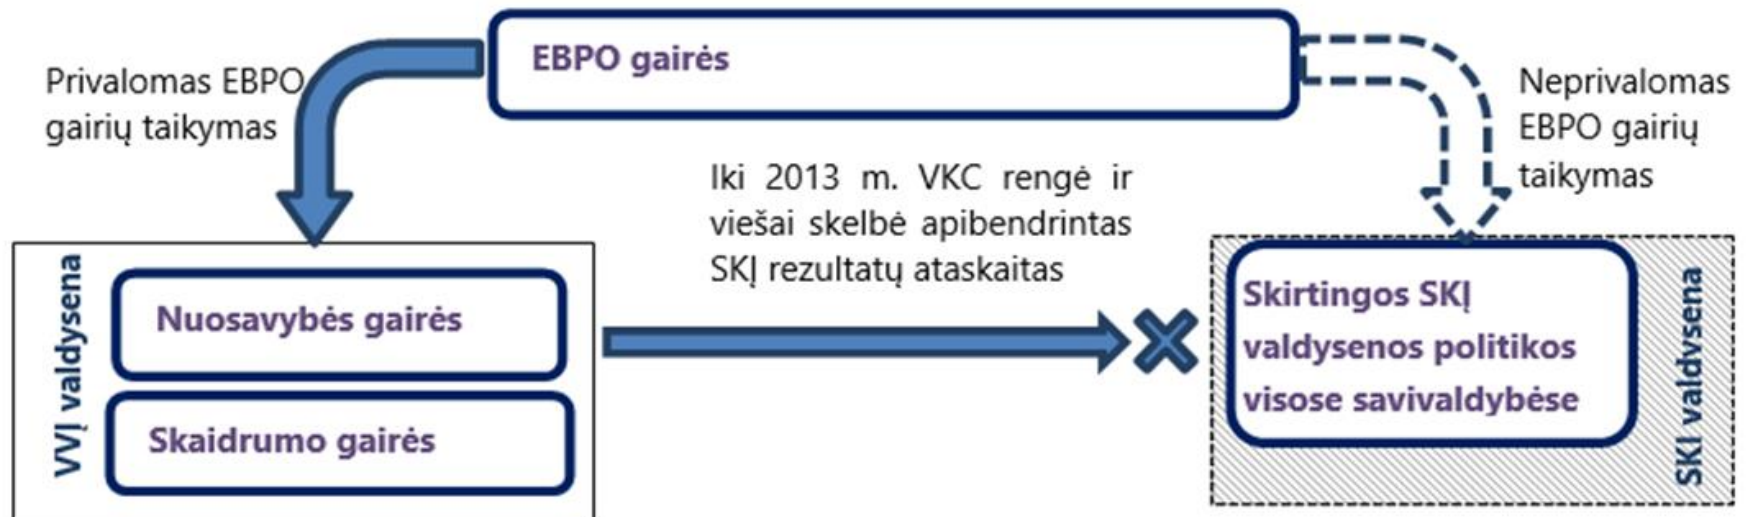 EBPO gairės
Privalomas EBPO
gairių taikymas
Neprivalomas
EBPO gairių
taikymas
Iki 2013 m. VKC rengė ir
viešai skelbė apibendrintas
SKĮ rezultatų ataskaitas
VVĮ valdysena
Nuosavybės gairės
Skaidrumo gairės
Skirtingos SKĮ
valdysenos politikos
visose savivaldybėse
SKĮ valdysena